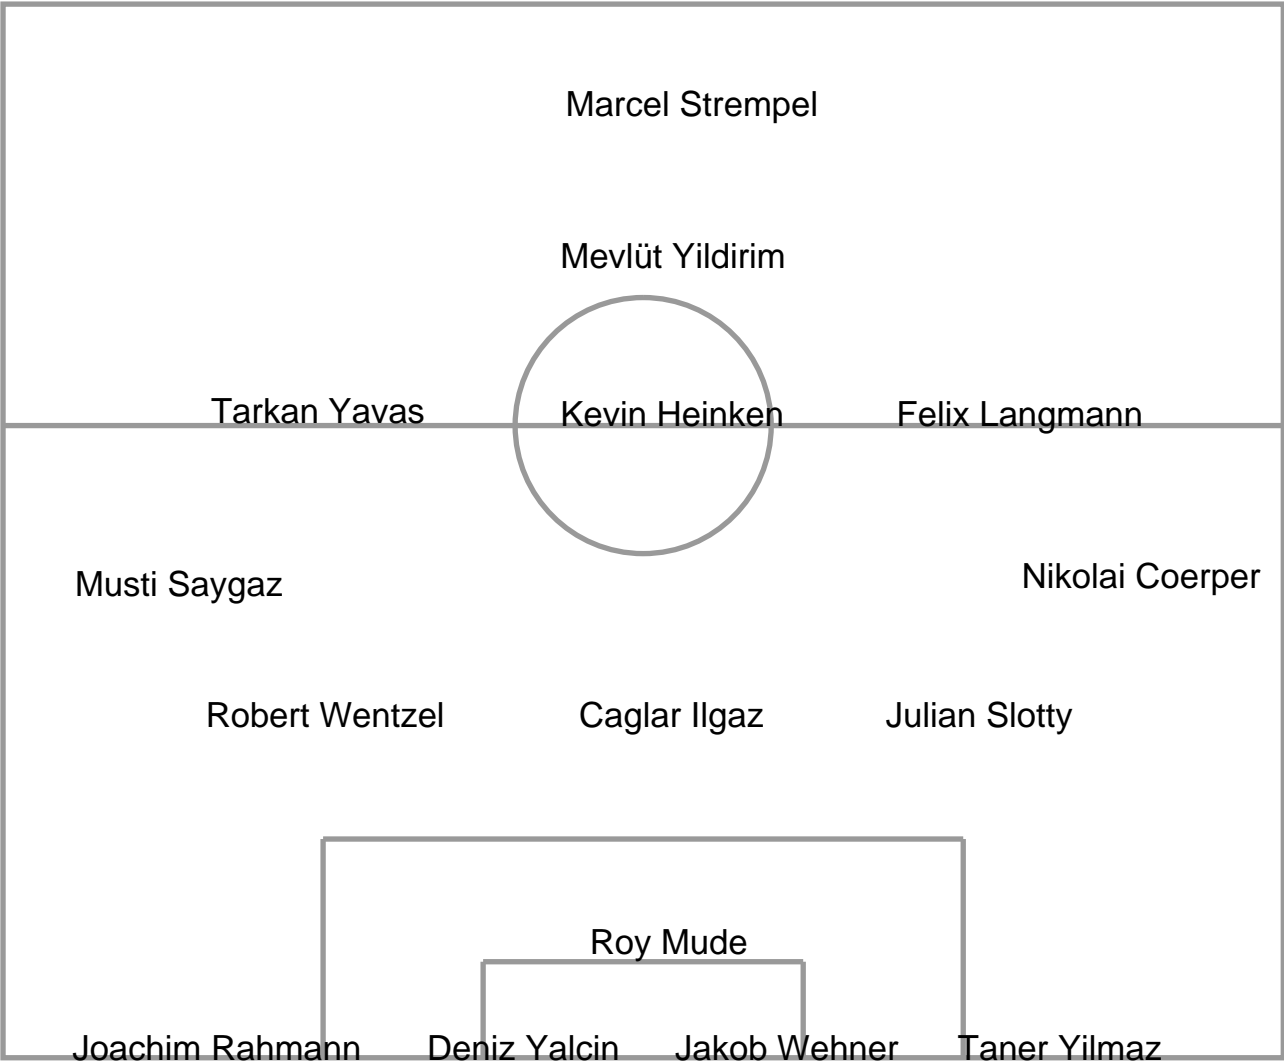 Marcel Strempel
Mevlüt Yildirim
Tarkan Yavas
Kevin Heinken
Felix Langmann
Musti Saygaz
Nikolai Coerper
Robert Wentzel
Caglar Ilgaz
Julian Slotty
Roy Mude
Joachim Rahmann
Deniz Yalcin
Jakob Wehner
Taner Yilmaz